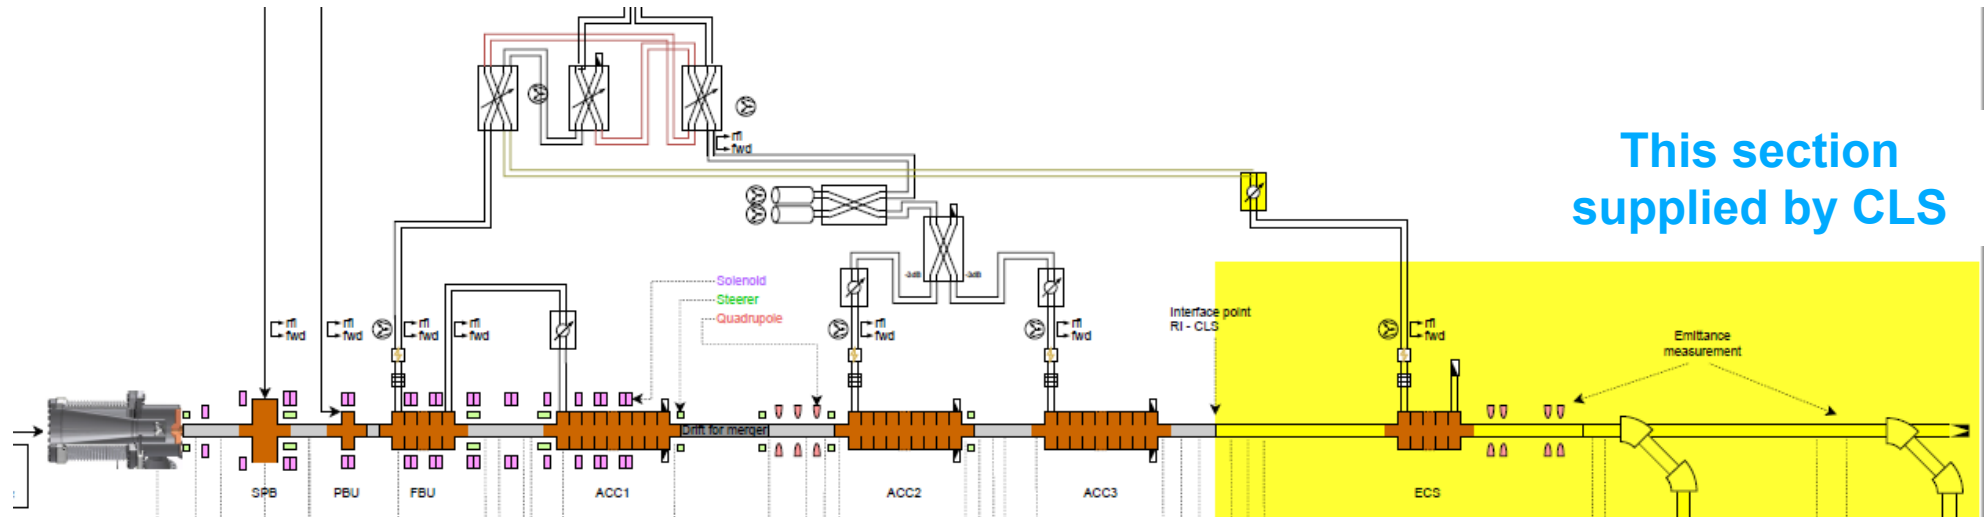 This section
supplied by CLS
rfl
fwd
-3dB
-3dB
Solenoid
Steerer
Quadrupole
Interface point
RI - CLS
rfl
fwd
rfl
fwd
rfl
fwd
rfl
fwd
rfl
fwd
rfl
fwd
rfl
fwd
Emittance
measurement
Drift for merger
SPB
PBU
FBU
ACC1
ACC2
ACC3
ECS